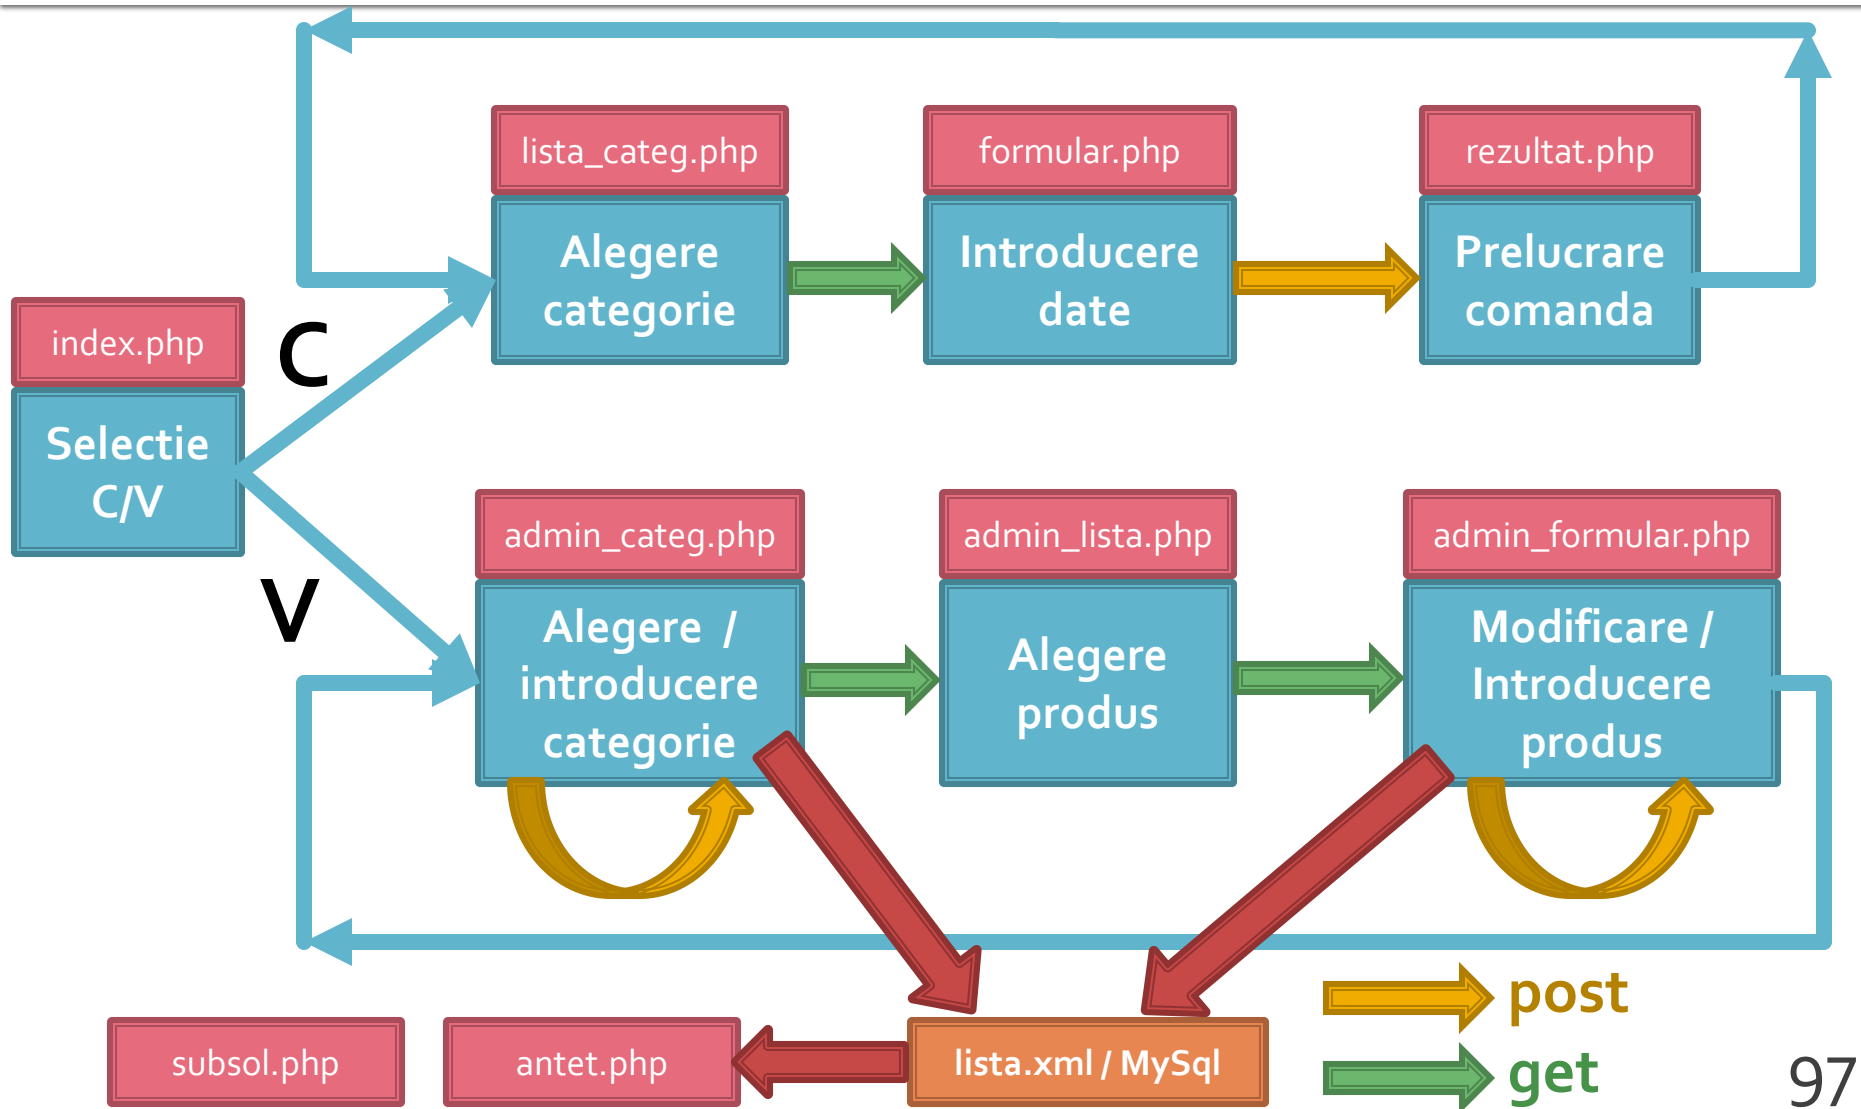 lista_categ.php
formular.php
rezultat.php
Alegere
categorie
Introducere
date
Prelucrare
comanda
index.php
Selectie
C/V
C
V
admin_categ.php
admin_lista.php
admin_formular.php
Alegere /
introducere
categorie
Alegere
produs
Modificare /
Introducere
produs
subsol.php
antet.php
lista.xml / MySql
post
get
97